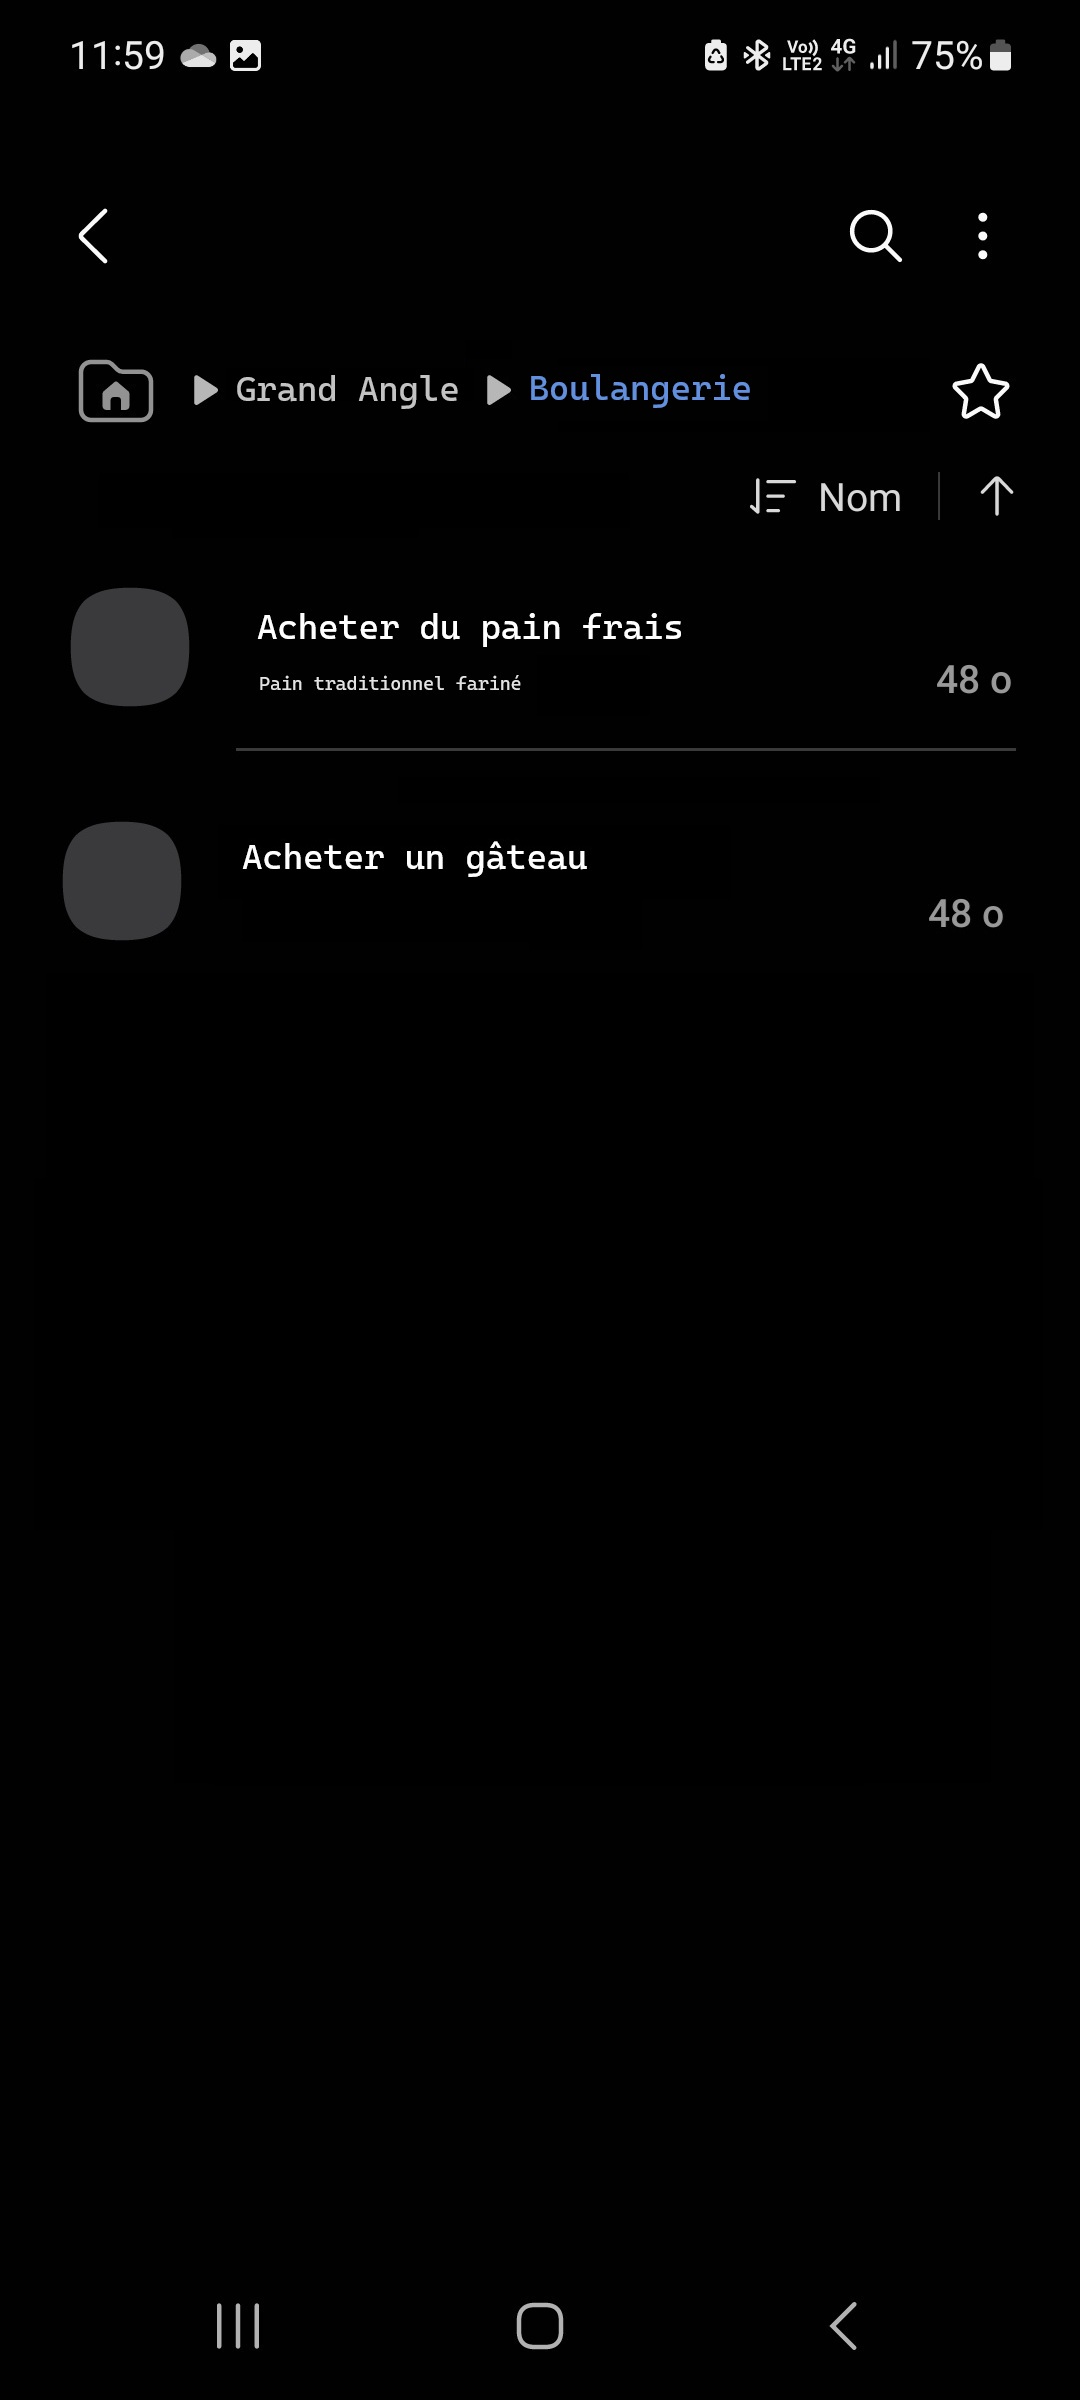 11:59 Vo)) LTE2 4G 75%
Grand Angle Boulangerie
Nom
Acheter du pain frais
Pain traditionnel fariné
48 o
Acheter un gâteau
48 o